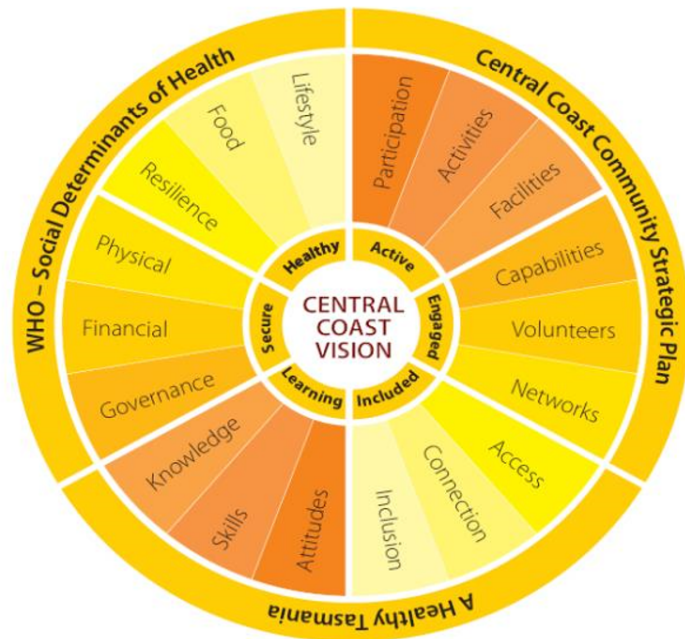 WHO – Social Determinants of Health
Central Coast Community Strategic Plan
A Healthy Tasmania
CENTRAL
COAST
VISION
Active
Participation
Activities
Facilities
Engaged
Capabilities
Volunteers
Networks
Included
Access
Connection
Inclusion
Learning
Attitudes
Skills
Knowledge
Secure
Governance
Financial
Physical
Healthy
Resilience
Food
Lifestyle